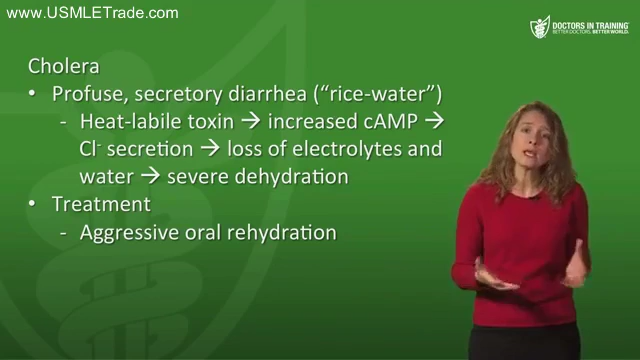 www.USMLETrade.com
DOCTORS IN TRAINING
BETTER DOCTORS. BETTER WORLD.
Cholera
• Profuse, secretory diarrhea (“rice-water”)
- Heat-labile toxin → increased cAMP →
Cl⁻ secretion → loss of electrolytes and
water → severe dehydration
• Treatment
- Aggressive oral rehydration